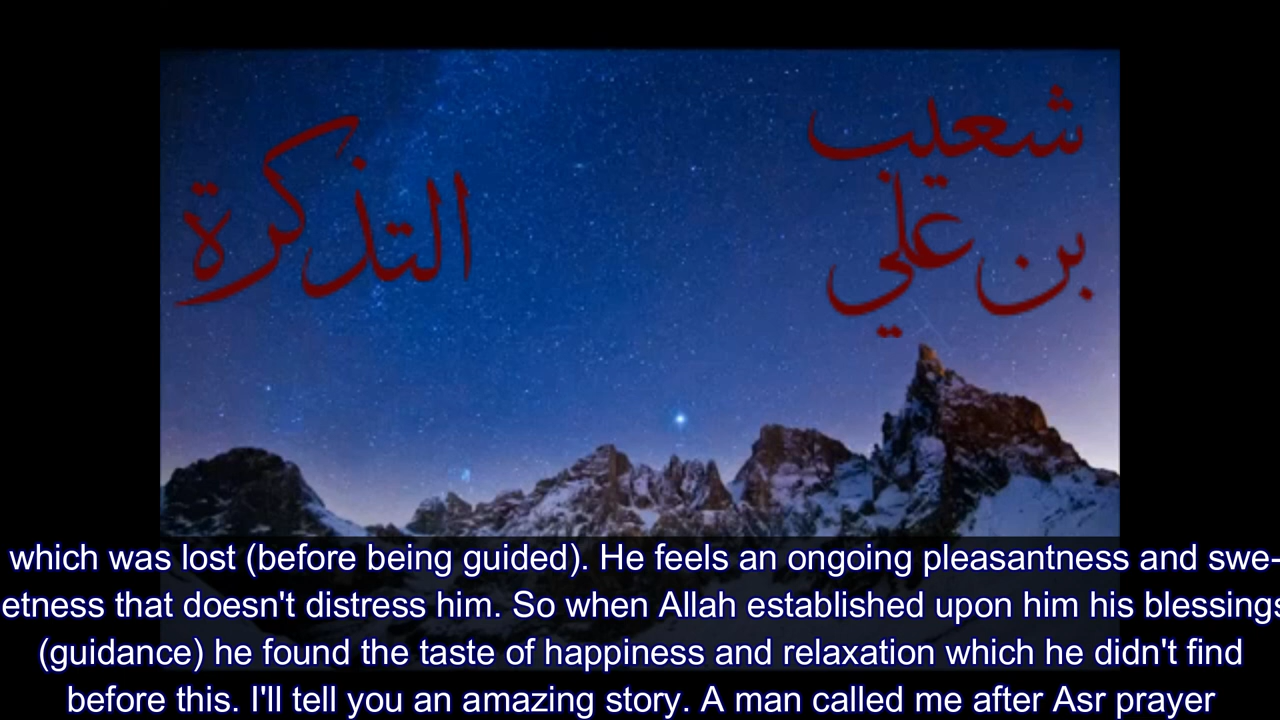 شعيب
بن علي
التذكرة
which was lost (before being guided). He feels an ongoing pleasantness and swe-
etness that doesn't distress him. So when Allah established upon him his blessings
(guidance) he found the taste of happiness and relaxation which he didn't find
before this. I'll tell you an amazing story. A man called me after Asr prayer